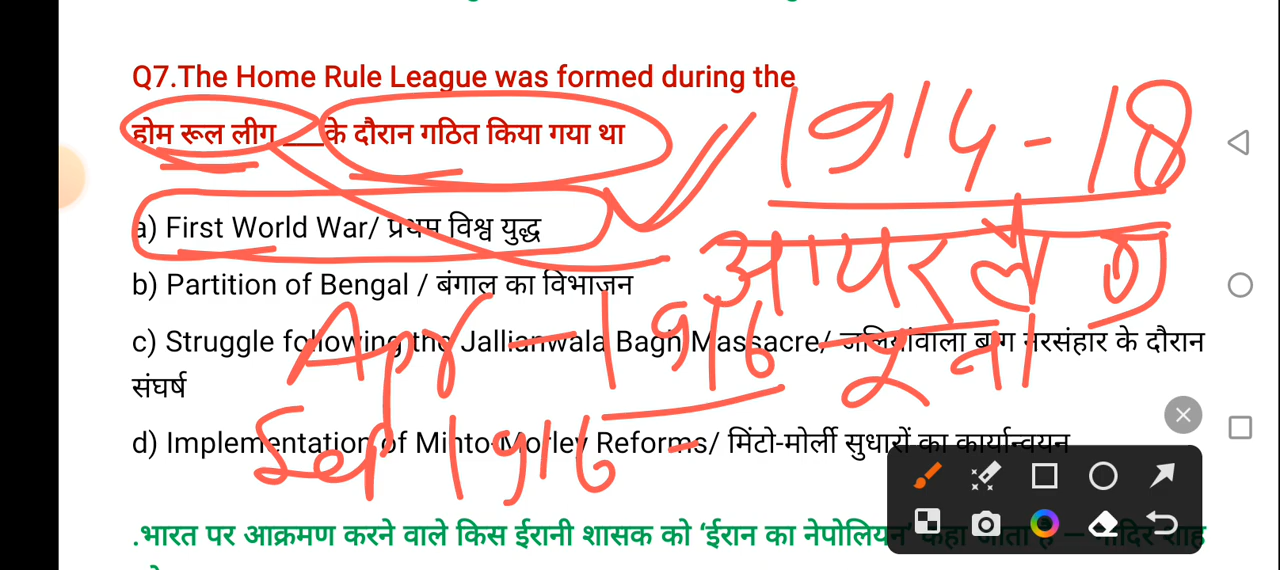 Q7.The Home Rule League was formed during the
होम रूल लीग ___के दौरान गठित किया गया था
1914-18
a) First World War/ प्रथम विश्व युद्ध
आयरलैण्ड
b) Partition of Bengal / बंगाल का विभाजन
Apr - 1916 - पूना
c) Struggle following the Jallianwala Bagh Massacre/ जलियांवाला बाग नरसंहार के दौरान
संघर्ष
d) Implementation of Minto-Morley Reforms/ मिंटो-मोर्ली सुधारों का कार्यान्वयन
Sep 1916 -
.भारत पर आक्रमण करने वाले किस ईरानी शासक को ‘ईरान का नेपोलियन’ कहा जाता है — नादिर शाह